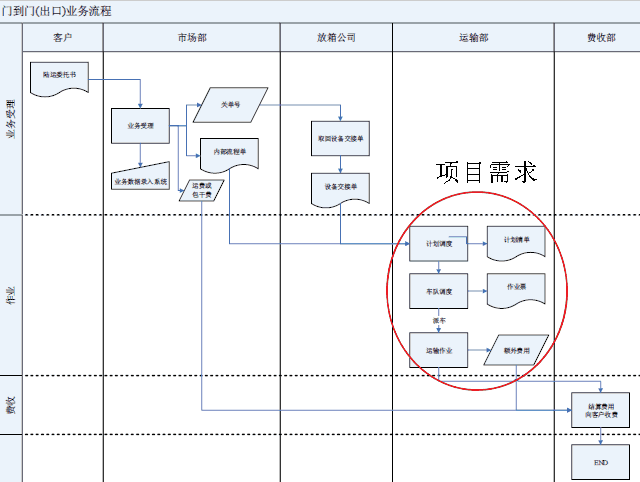 门到门(出口)业务流程
客户
市场部
放箱公司
运输部
费收部
业务受理
陆运委托书
业务受理
关单号
内部流程单
业务数据录入系统
运费或
包干费
取回设备交接单
设备交接单
项目需求
作业
计划调度
计划清单
车队调度
作业票
派车
运输作业
额外费用
费收
结算费用
向客户收费
END